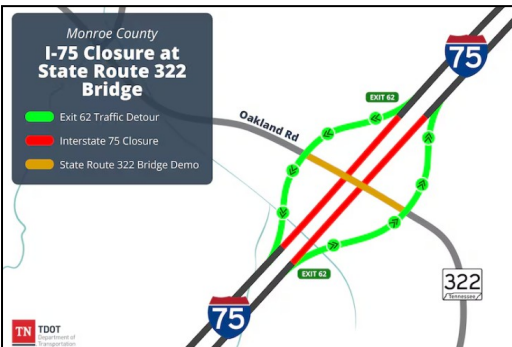 Monroe County
I-75 Closure at
State Route 322
Bridge
Exit 62 Traffic Detour
Interstate 75 Closure
State Route 322 Bridge Demo
75
EXIT 62
Oakland Rd
EXIT 62
322
Tennessee
75
TN TDOT
Department of
Transportation